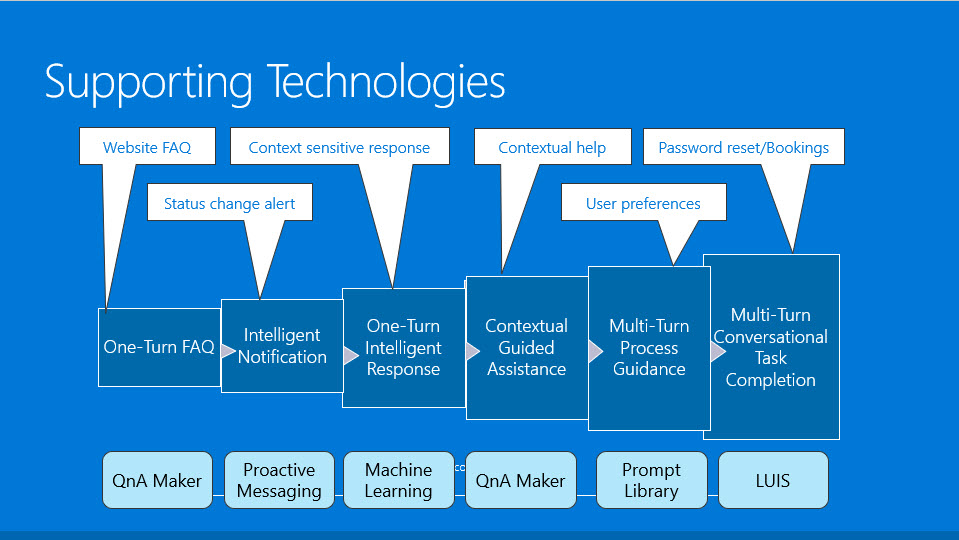 Supporting Technologies
Website FAQ
Context sensitive response
Contextual help
Password reset/Bookings
Status change alert
User preferences
One-Turn FAQ
Intelligent
Notification
One-Turn
Intelligent
Response
Contextual
Guided
Assistance
Multi-Turn
Process
Guidance
Multi-Turn
Conversational
Task
Completion
QnA Maker
Proactive
Messaging
Machine
Learning
QnA Maker
Prompt
Library
LUIS